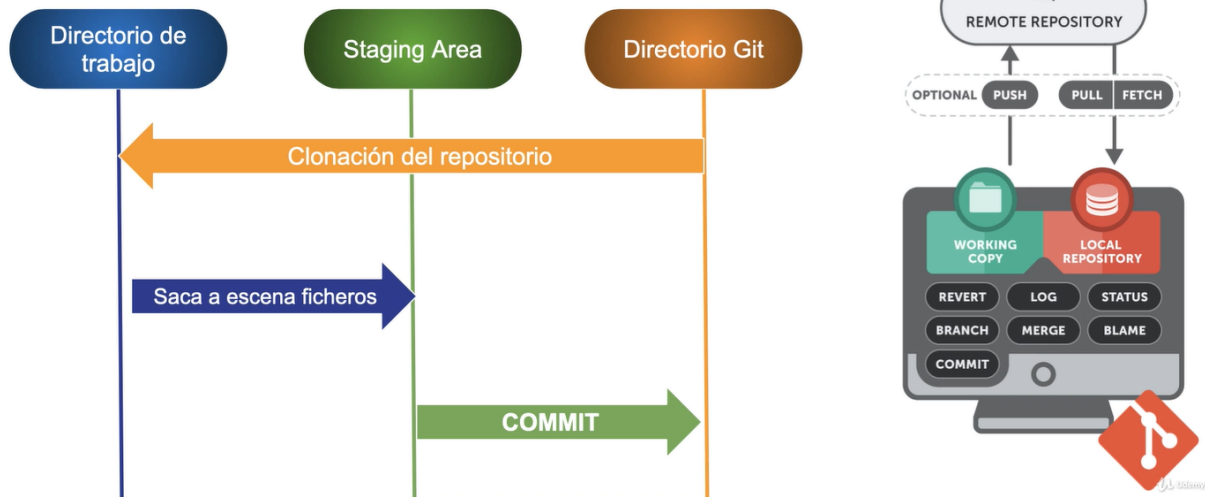 Directorio de
trabajo
Staging Area
Directorio Git
Clonación del repositorio
Saca a escena ficheros
COMMIT
REMOTE REPOSITORY
OPTIONAL PUSH PULL FETCH
WORKING
COPY
LOCAL
REPOSITORY
REVERT LOG STATUS
BRANCH MERGE BLAME
COMMIT
Udemy